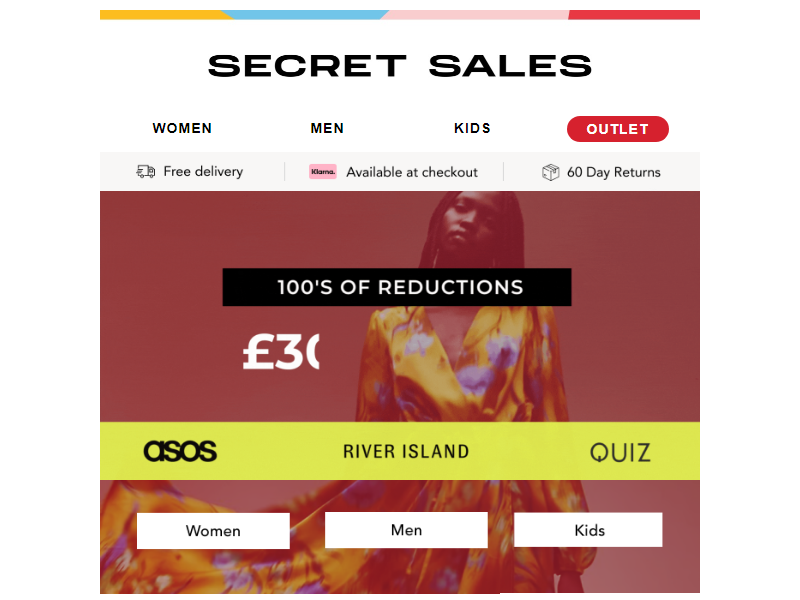 SECRET SALES
WOMEN MEN KIDS OUTLET
Free delivery Klarna. Available at checkout 60 Day Returns
100'S OF REDUCTIONS
£3
asos RIVER ISLAND QUIZ
Women Men Kids